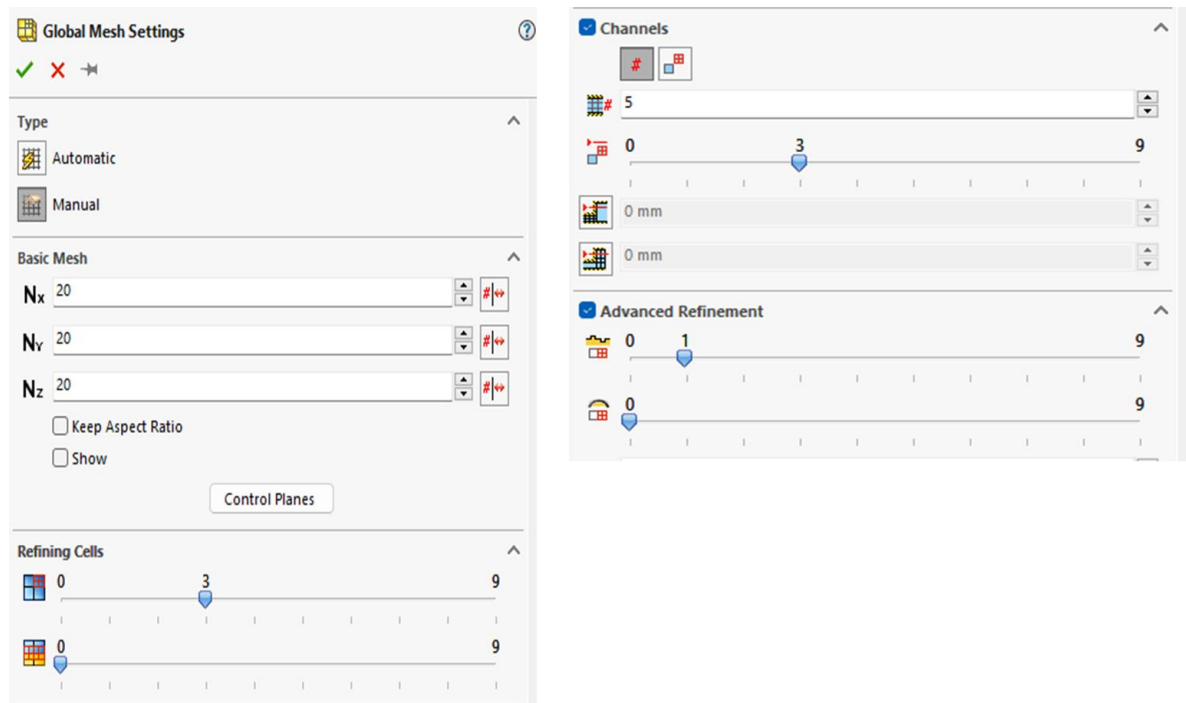 Global Mesh Settings
Type
Automatic
Manual
Basic Mesh
Nx 20
NY 20
Nz 20
Keep Aspect Ratio
Show
Control Planes
Refining Cells
0 3 9
0 9
Channels
#
# 5
0 3 9
0 mm
0 mm
Advanced Refinement
0 1 9
0 9